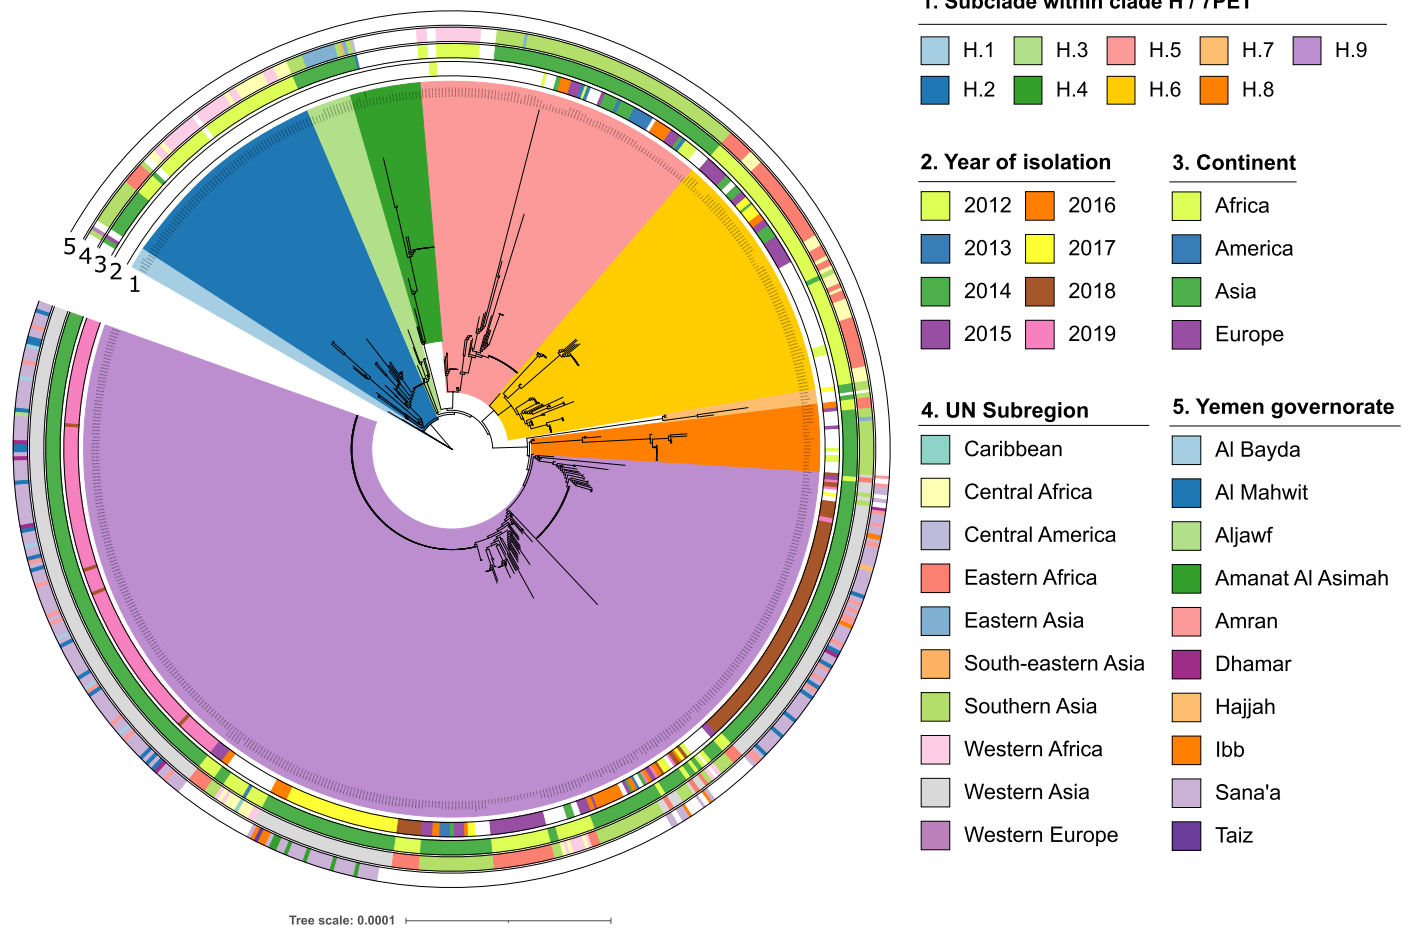 1. Subclade within clade H / 7PET
H.1 H.3 H.5 H.7 H.9
H.2 H.4 H.6 H.8
2. Year of isolation
2012 2016
2013 2017
2014 2018
2015 2019
3. Continent
Africa
America
Asia
Europe
4. UN Subregion
Caribbean
Central Africa
Central America
Eastern Africa
Eastern Asia
South-eastern Asia
Southern Asia
Western Africa
Western Asia
Western Europe
5. Yemen governorate
Al Bayda
Al Mahwit
Aljawf
Amanat Al Asimah
Amran
Dhamar
Hajjah
Ibb
Sana'a
Taiz
5 4 3 2 1
Tree scale: 0.0001